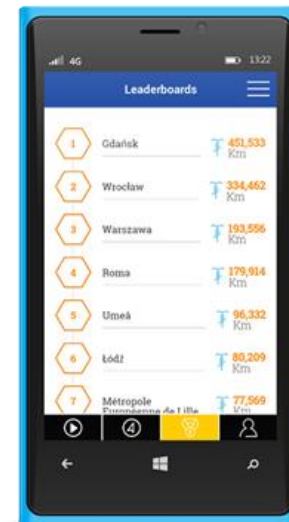 4G 13:22
Leaderboards
1 Gdańsk 451,533 Km
2 Wrocław 334,462 Km
3 Warszawa 193,556 Km
4 Roma 179,914 Km
5 Umeå 96,332 Km
6 Łódź 80,209 Km
7 Métropole 77,569 Km
Européenne de Lille
4